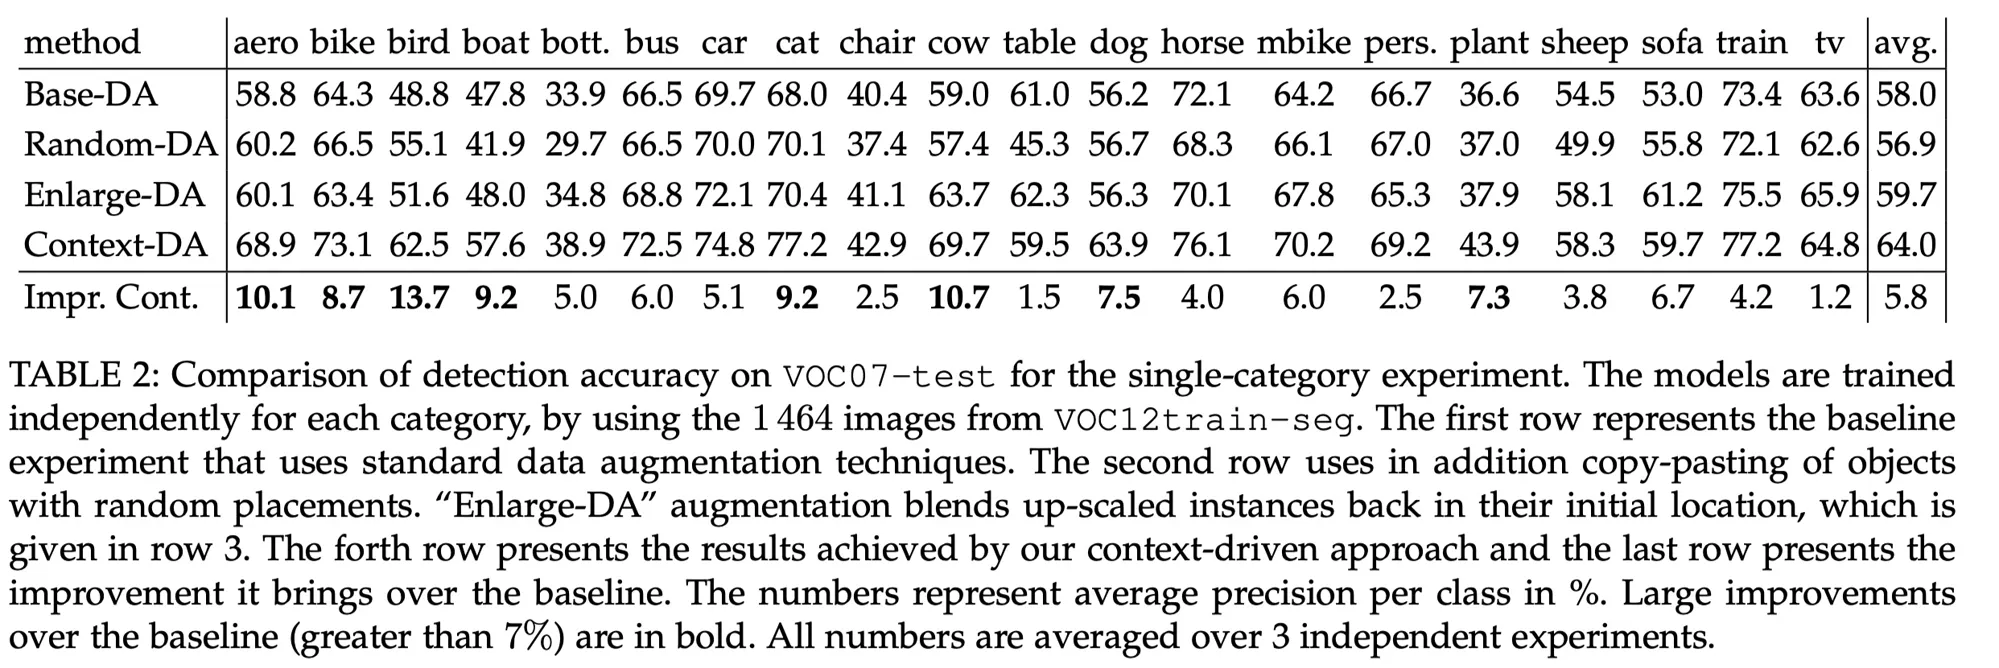 method aero bike bird boat bott. bus car cat chair cow table dog horse mbike pers. plant sheep sofa train tv avg.
Base-DA 58.8 64.3 48.8 47.8 33.9 66.5 69.7 68.0 40.4 59.0 61.0 56.2 72.1 64.2 66.7 36.6 54.5 53.0 73.4 63.6 58.0
Random-DA 60.2 66.5 55.1 41.9 29.7 66.5 70.0 70.1 37.4 57.4 45.3 56.7 68.3 66.1 67.0 37.0 49.9 55.8 72.1 62.6 56.9
Enlarge-DA 60.1 63.4 51.6 48.0 34.8 68.8 72.1 70.4 41.1 63.7 62.3 56.3 70.1 67.8 65.3 37.9 58.1 61.2 75.5 65.9 59.7
Context-DA 68.9 73.1 62.5 57.6 38.9 72.5 74.8 77.2 42.9 69.7 59.5 63.9 76.1 70.2 69.2 43.9 58.3 59.7 77.2 64.8 64.0
Impr. Cont. 10.1 8.7 13.7 9.2 5.0 6.0 5.1 9.2 2.5 10.7 1.5 7.5 4.0 6.0 2.5 7.3 3.8 6.7 4.2 1.2 5.8
TABLE 2: Comparison of detection accuracy on VOC07-test for the single-category experiment. The models are trained
independently for each category, by using the 1 464 images from VOC12train-seg. The first row represents the baseline
experiment that uses standard data augmentation techniques. The second row uses in addition copy-pasting of objects
with random placements. “Enlarge-DA” augmentation blends up-scaled instances back in their initial location, which is
given in row 3. The forth row presents the results achieved by our context-driven approach and the last row presents the
improvement it brings over the baseline. The numbers represent average precision per class in %. Large improvements
over the baseline (greater than 7%) are in bold. All numbers are averaged over 3 independent experiments.